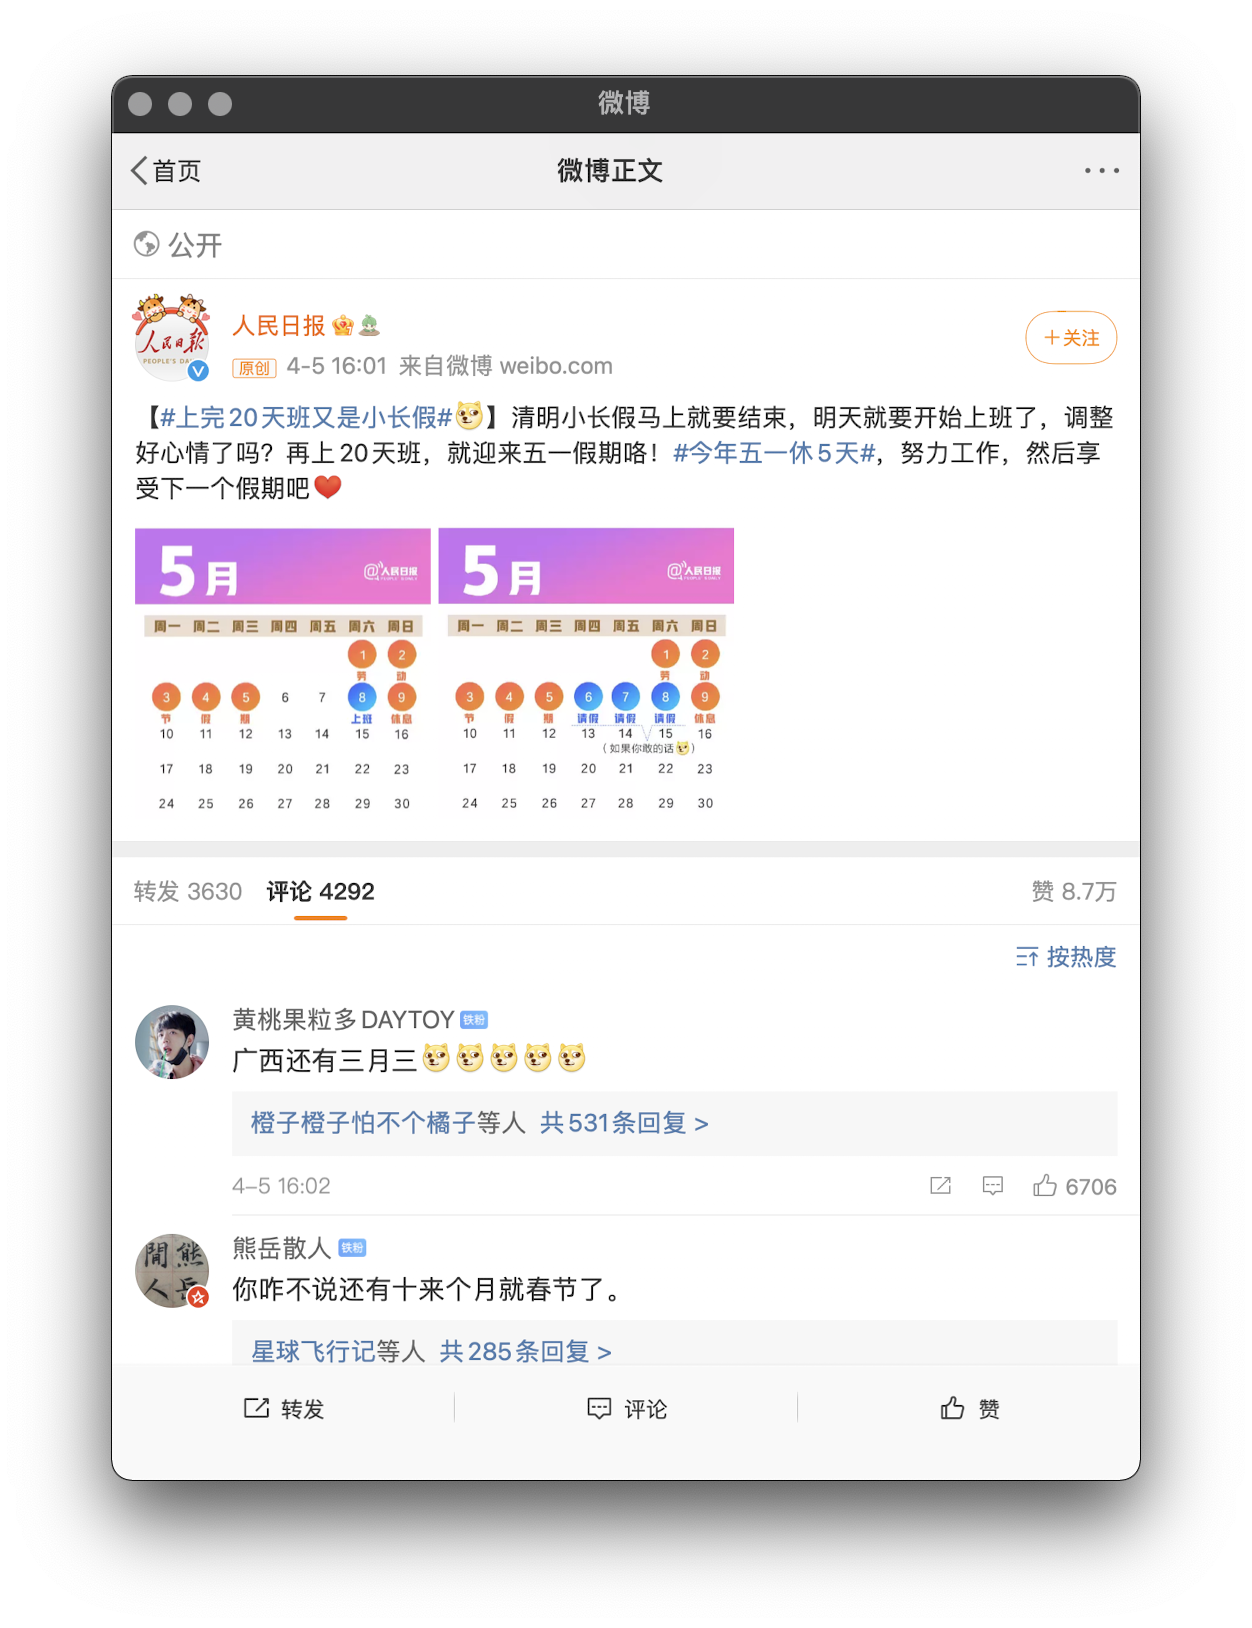 微博
首页
微博正文
公开
人民日报
原创 4-5 16:01 来自微博 weibo.com
+关注
【#上完20天班又是小长假#】清明小长假马上就要结束，明天就要开始上班了，调整
好心情了吗？再上20天班，就迎来五一假期咯！#今年五一休5天#，努力工作，然后享
受下一个假期吧
5月
@人民日报
周一 周二 周三 周四 周五 周六 周日
1 2
劳 动
3 4 5 6 7 8 9
节 假 期 上班 休息
10 11 12 13 14 15 16
17 18 19 20 21 22 23
24 25 26 27 28 29 30
5月
@人民日报
周一 周二 周三 周四 周五 周六 周日
1 2
劳 动
3 4 5 6 7 8 9
节 假 期 请假 请假 请假 休息
10 11 12 13 14 15 16
（如果你敢的话）
17 18 19 20 21 22 23
24 25 26 27 28 29 30
转发 3630 评论 4292
赞 8.7万
按热度
黄桃果粒多DAYTOY 铁粉
广西还有三月三
橙子橙子怕不个橘子等人 共531条回复 >
4-5 16:02
6706
熊岳散人 铁粉
你咋不说还有十来个月就春节了。
星球飞行记等人 共285条回复 >
转发
评论
赞